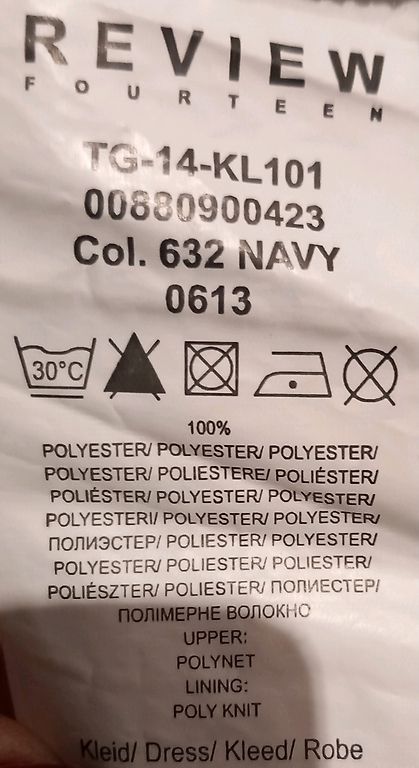 REVIEW
FOURTEEN
TG-14-KL101
00880900423
Col. 632 NAVY
0613
30°C
100%
POLYESTER/ POLYESTER/ POLYESTER/
POLYESTER/ POLIESTERE/ POLIÉSTER/
POLIÉSTER/ POLYESTER/ POLYESTER/
POLYESTERI/ POLYESTER/ POLYESTER/
ПОЛИЭСТЕР/ POLIESTER/ POLIESTER/
POLYESTER/ POLIESTER/ POLIESTER/
POLIÉSZTER/ POLIESTER/ ПОЛИЕСТЕР/
ПОЛІМЕРНЕ ВОЛОКНО
UPPER:
POLYNET
LINING:
POLY KNIT
Kleid/ Dress/ Kleed/ Robe